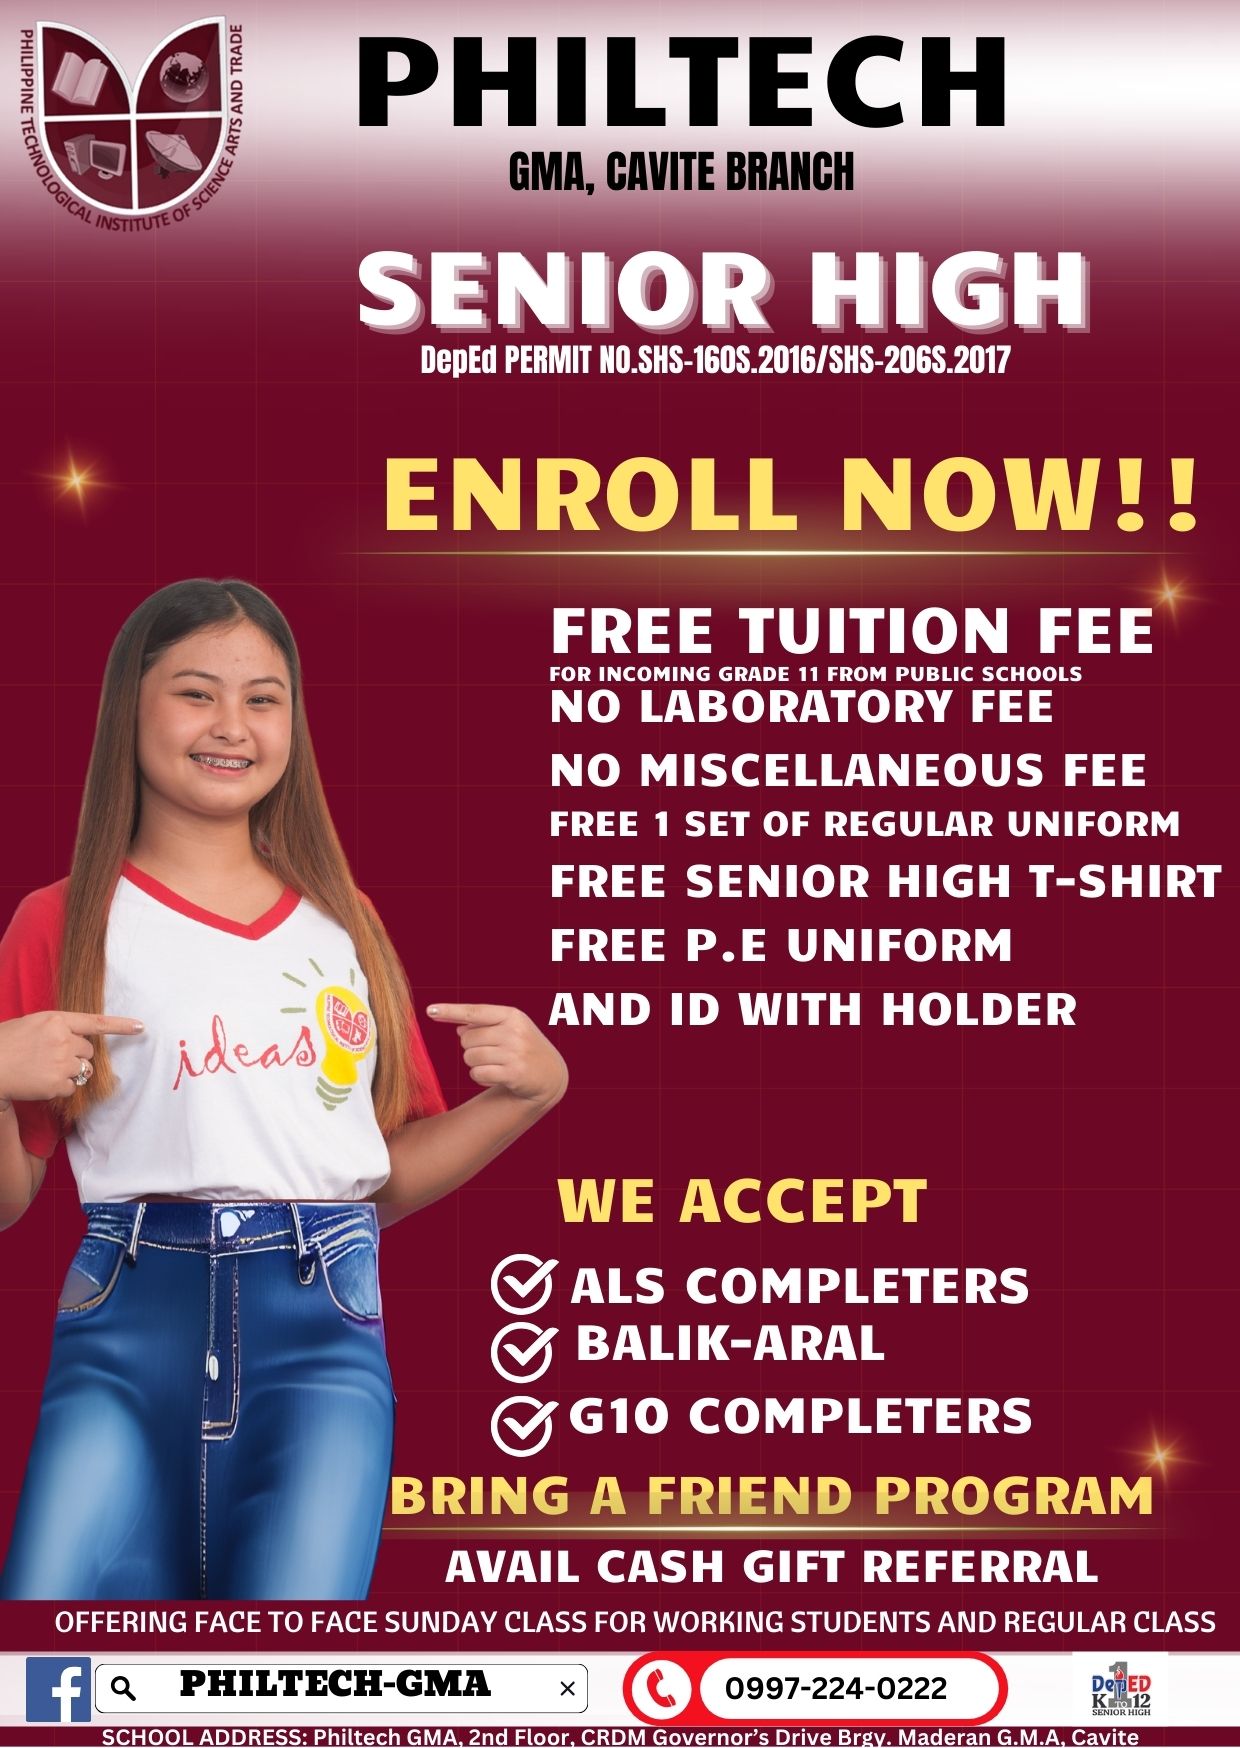 PHILIPPINE TECHNOLOGICAL INSTITUTE OF SCIENCE ARTS AND TRADE
PHILTECH
GMA, CAVITE BRANCH
SENIOR HIGH
DepEd PERMIT NO.SHS-160S.2016/SHS-206S.2017
ENROLL NOW!!
FREE TUITION FEE
FOR INCOMING GRADE 11 FROM PUBLIC SCHOOLS
NO LABORATORY FEE
NO MISCELLANEOUS FEE
FREE 1 SET OF REGULAR UNIFORM
FREE SENIOR HIGH T-SHIRT
FREE P.E UNIFORM
AND ID WITH HOLDER
ideas
WE ACCEPT
ALS COMPLETERS
BALIK-ARAL
G10 COMPLETERS
BRING A FRIEND PROGRAM
AVAIL CASH GIFT REFERRAL
OFFERING FACE TO FACE SUNDAY CLASS FOR WORKING STUDENTS AND REGULAR CLASS
f PHILTECH-GMA
0997-224-0222
DepED
K TO 12
SENIOR HIGH
SCHOOL ADDRESS: Philtech GMA, 2nd Floor, CRDM Governor's Drive Brgy. Maderan G.M.A, Cavite